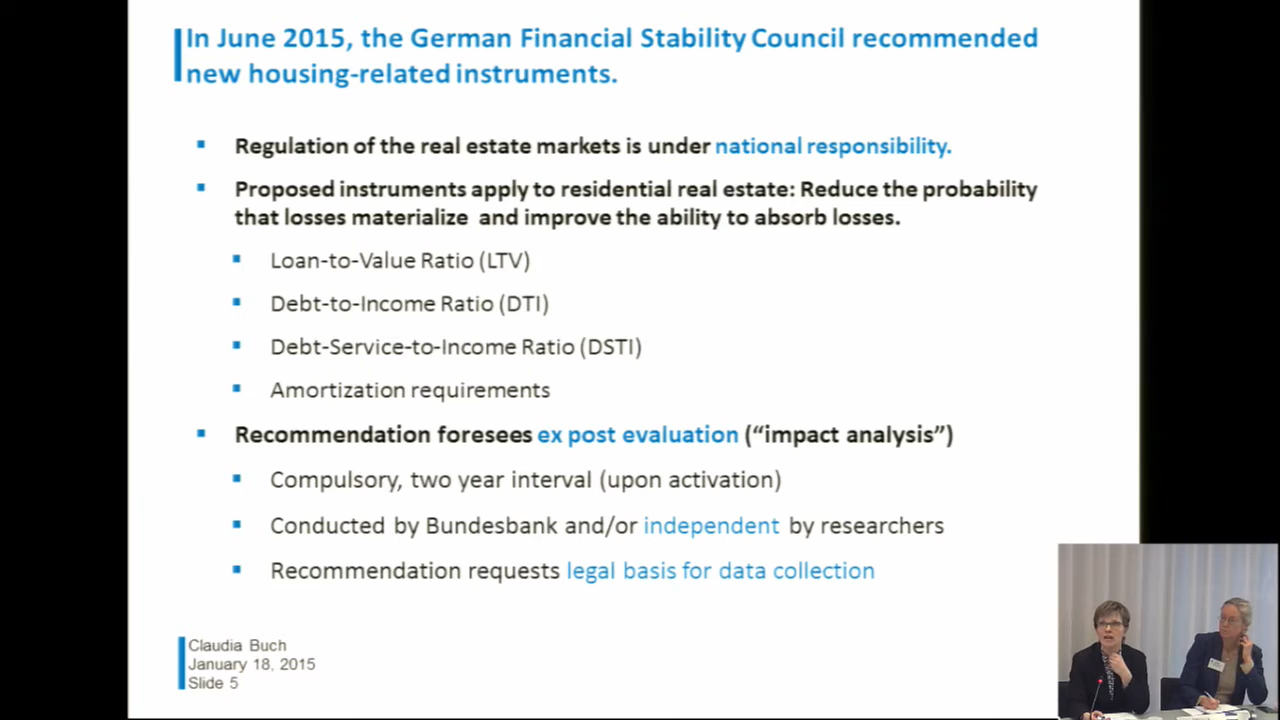 In June 2015, the German Financial Stability Council recommended
new housing-related instruments.
Regulation of the real estate markets is under national responsibility.
Proposed instruments apply to residential real estate: Reduce the probability
that losses materialize and improve the ability to absorb losses.
Loan-to-Value Ratio (LTV)
Debt-to-Income Ratio (DTI)
Debt-Service-to-Income Ratio (DSTI)
Amortization requirements
Recommendation foresees ex post evaluation (“impact analysis”)
Compulsory, two year interval (upon activation)
Conducted by Bundesbank and/or independent by researchers
Recommendation requests legal basis for data collection
Claudia Buch
January 18, 2015
Slide 5